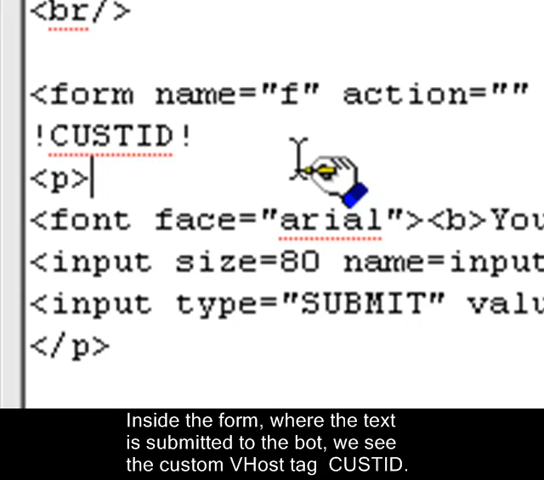 <br/>
<form name="f" action=""
!CUSTID!
<p>
<font face="arial"><b>You
<input size=80 name=input
<input type="SUBMIT" valu
</p>
Inside the form, where the text
is submitted to the bot, we see
the custom VHost tag  CUSTID.